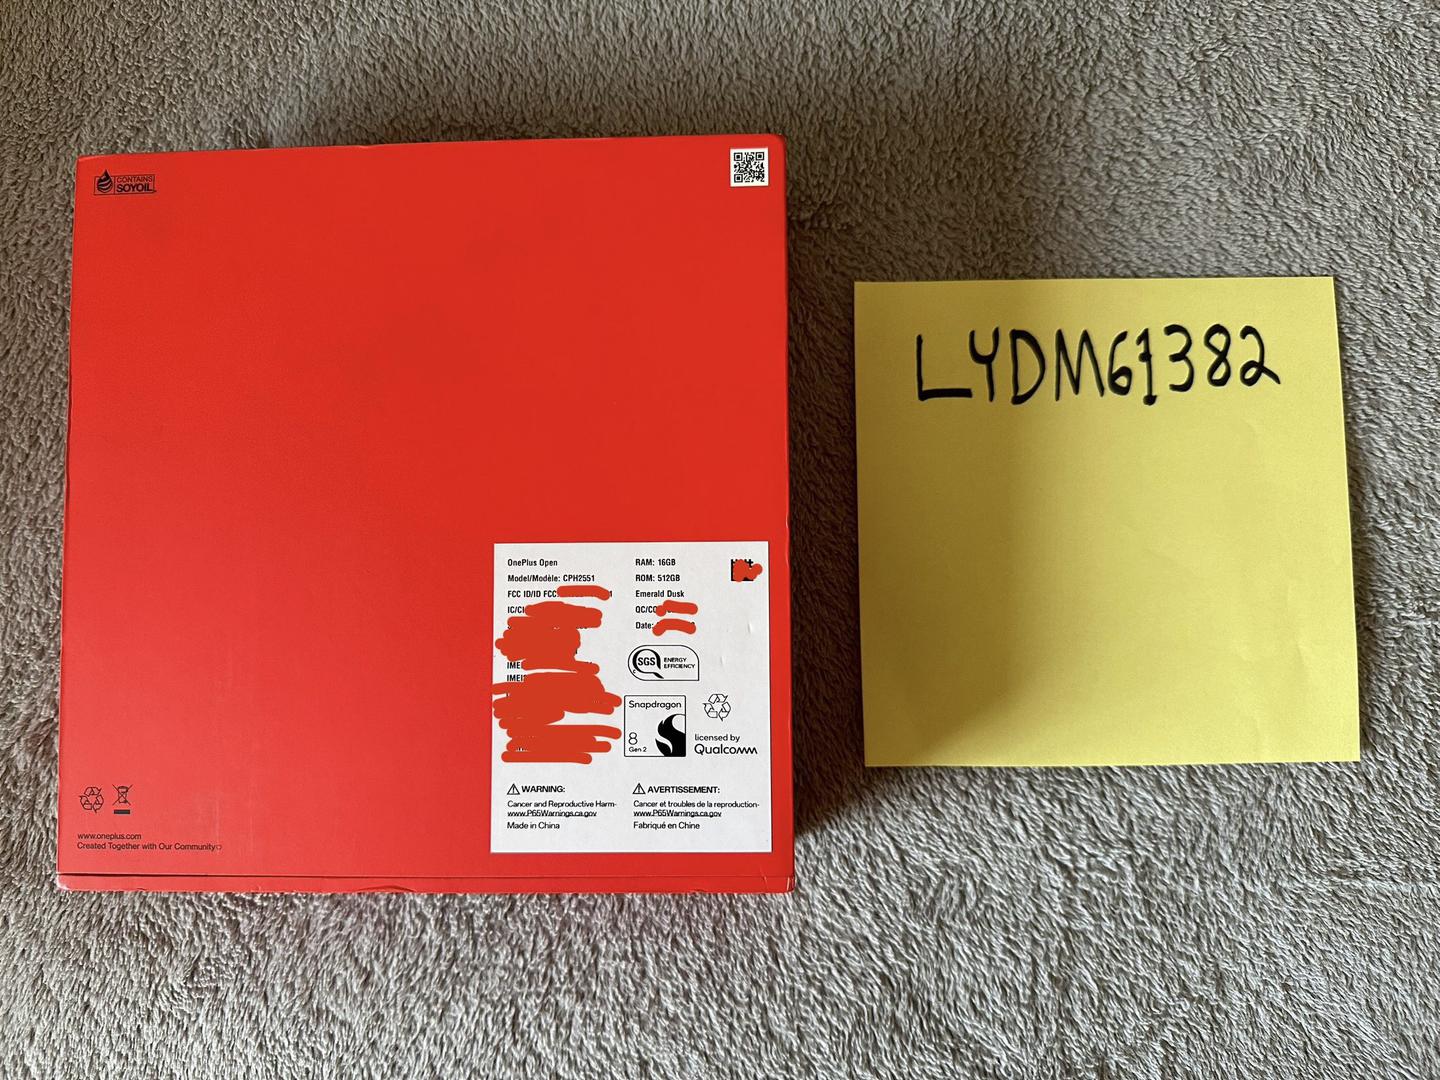 CONTAINS
SOYOIL
LYDM61382
OnePlus Open
Model/Modèle: CPH2551
FCC ID/ID FCC:
IC/
IMEI
IMEI
RAM: 16GB
ROM: 512GB
Emerald Dusk
QC/
Date:
SGS ENERGY
EFFICIENCY
Snapdragon
8
Gen 2
licensed by
Qualcomm
WARNING:
Cancer and Reproductive Harm-
www.P65Warnings.ca.gov
Made in China
AVERTISSEMENT:
Cancer et troubles de la reproduction-
www.P65Warnings.ca.gov
Fabriqué en Chine
www.oneplus.com
Created Together with Our Community